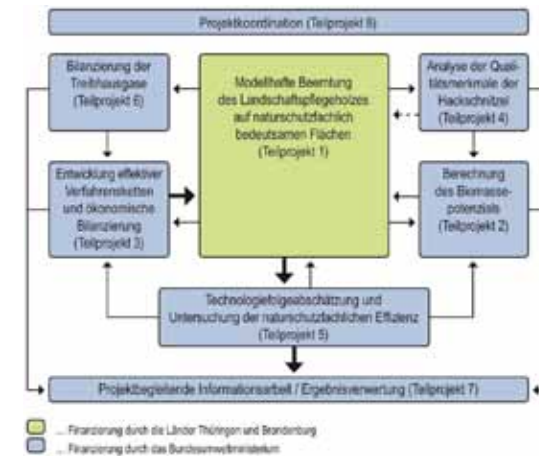 Projektkoordination (Teilprojekt 8)
Bilanzierung der
Treibhausgase
(Teilprojekt 6)
Modellhafte Beerntung
des Landschaftspflegeholzes
auf naturschutzfachlich
bedeutsamen Flächen
(Teilprojekt 1)
Analyse der Quali-
tätsmerkmale der
Hackschnitzel
(Teilprojekt 4)
Entwicklung effektiver
Verfahrensketten
und ökonomische
Bilanzierung
(Teilprojekt 3)
Berechnung
des Biomasse-
potenzials
(Teilprojekt 2)
Technologiefolgeabschätzung und
Untersuchung der naturschutzfachlichen Effizienz
(Teilprojekt 5)
Projektbegleitende Informationsarbeit / Ergebnisverwertung (Teilprojekt 7)
... Finanzierung durch die Länder Thüringen und Brandenburg
... Finanzierung durch das Bundesumweltministerium